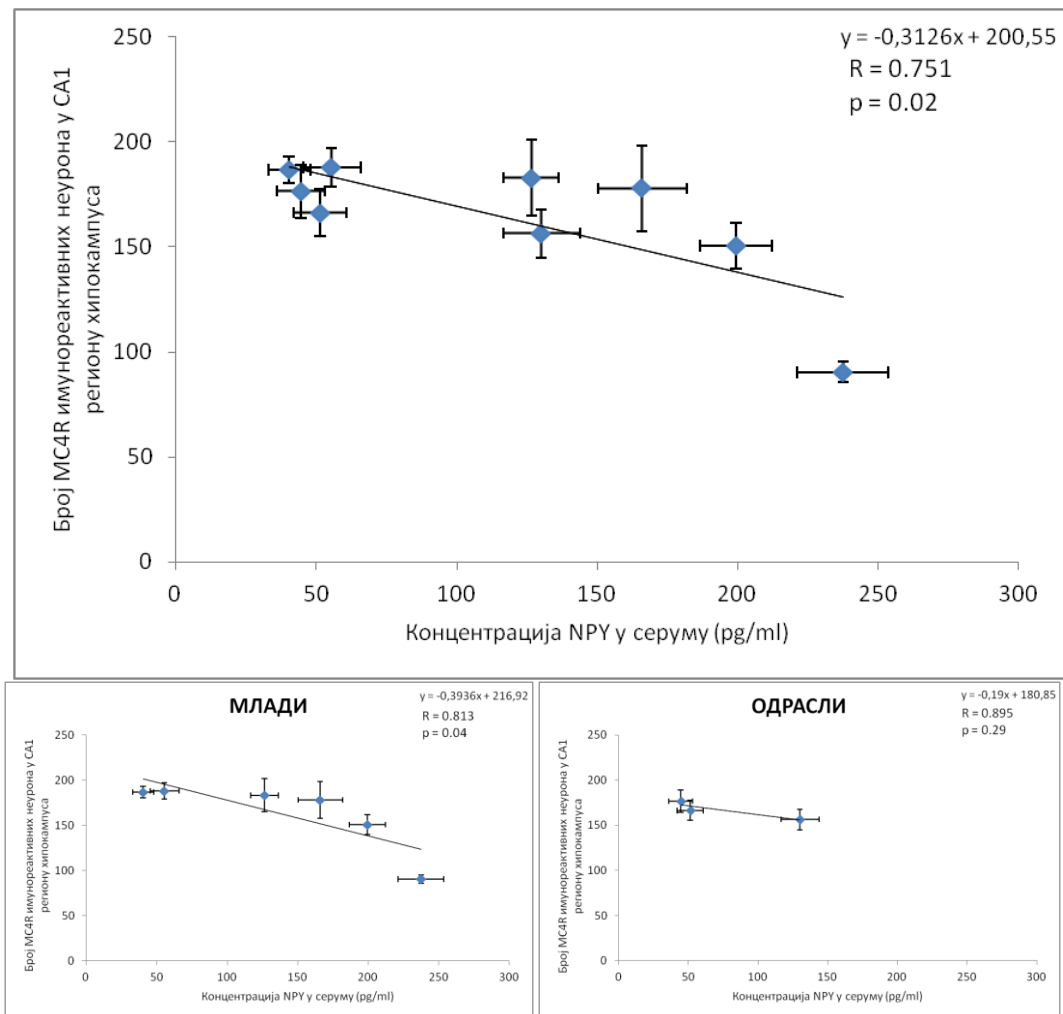 y = -0,3126x + 200,55
R = 0.751
p = 0.02
Број MC4R имунореактивних неурона у CA1
региону хипокампуса
250
200
150
100
50
0
0 50 100 150 200 250 300
Концентрација NPY у серуму (pg/ml)
МЛАДИ
y = -0,3936x + 216,92
R = 0.813
p = 0.04
Број MC4R имунореактивних неурона у CA1
региону хипокампуса
250
200
150
100
50
0
0 50 100 150 200 250 300
Концентрација NPY у серуму (pg/ml)
ОДРАСЛИ
y = -0,19x + 180,85
R = 0.895
p = 0.29
Број MC4R имунореактивних неурона у CA1
региону хипокампуса
250
200
150
100
50
0
0 50 100 150 200 250 300
Концентрација NPY у серуму (pg/ml)